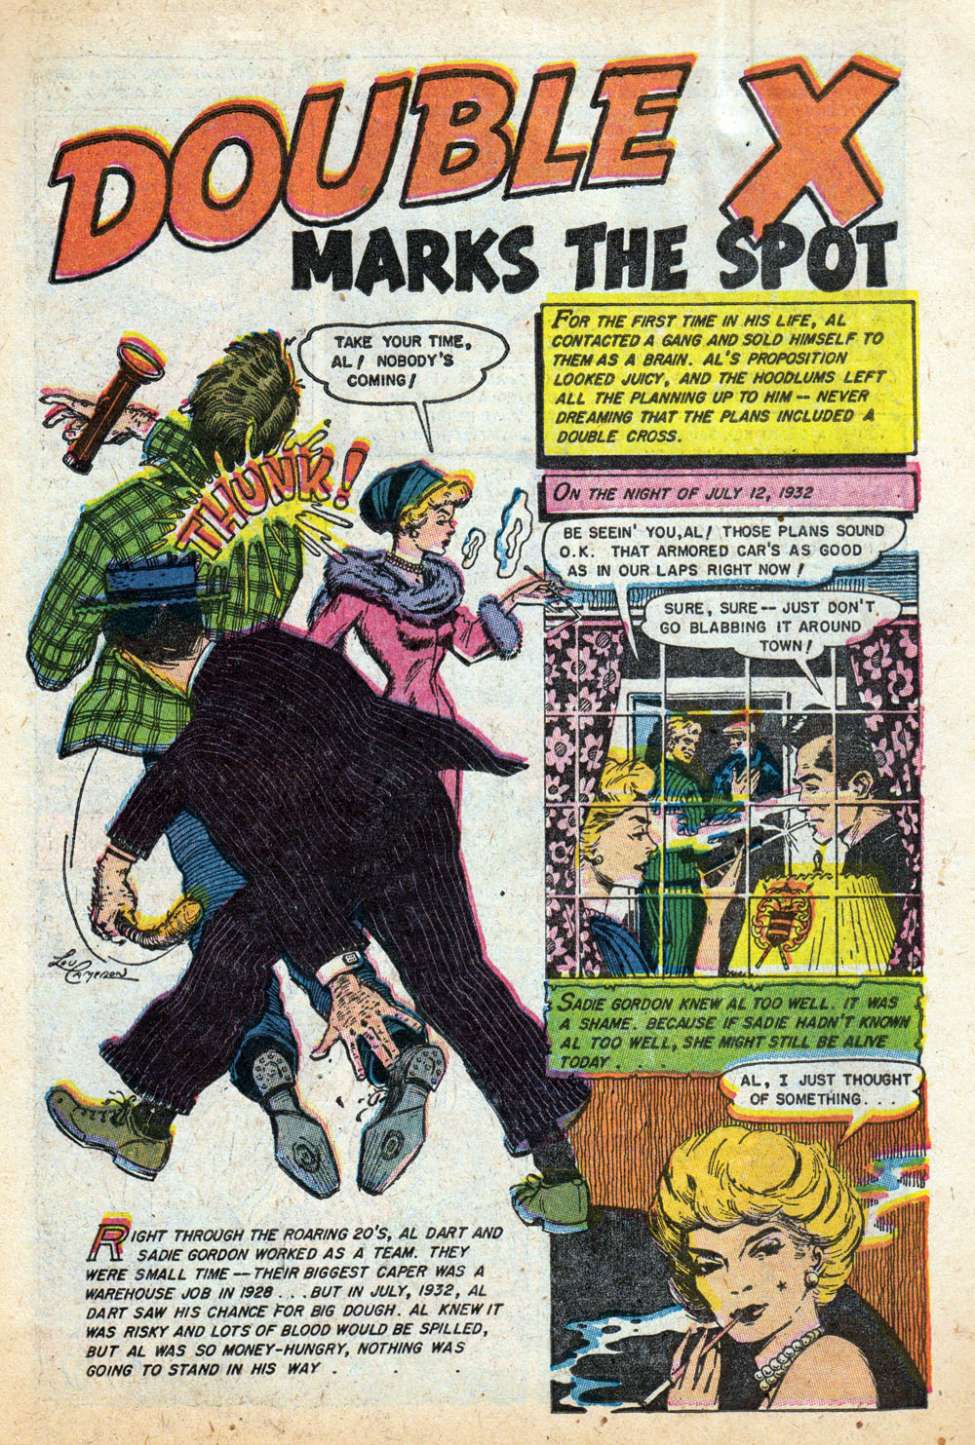 DOUBLE X
MARKS THE SPOT
TAKE YOUR TIME,
AL! NOBODY'S
COMING!
THUNK!
Lou
Cameron
RIGHT THROUGH THE ROARING 20'S, AL DART AND
SADIE GORDON WORKED AS A TEAM. THEY
WERE SMALL TIME -- THEIR BIGGEST CAPER WAS A
WAREHOUSE JOB IN 1928 . . . BUT IN JULY, 1932, AL
DART SAW HIS CHANCE FOR BIG DOUGH. AL KNEW IT
WAS RISKY AND LOTS OF BLOOD WOULD BE SPILLED,
BUT AL WAS SO MONEY-HUNGRY, NOTHING WAS
GOING TO STAND IN HIS WAY . . .
FOR THE FIRST TIME IN HIS LIFE, AL
CONTACTED A GANG AND SOLD HIMSELF TO
THEM AS A BRAIN. AL'S PROPOSITION
LOOKED JUICY, AND THE HOODLUMS LEFT
ALL THE PLANNING UP TO HIM -- NEVER
DREAMING THAT THE PLANS INCLUDED A
DOUBLE CROSS.
ON THE NIGHT OF JULY 12, 1932
BE SEEIN' YOU, AL! THOSE PLANS SOUND
O.K. THAT ARMORED CAR'S AS GOOD
AS IN OUR LAPS RIGHT NOW!
SURE, SURE -- JUST DON'T
GO BLABBING IT AROUND
TOWN!
SADIE GORDON KNEW AL TOO WELL. IT WAS
A SHAME. BECAUSE IF SADIE HADN'T KNOWN
AL TOO WELL, SHE MIGHT STILL BE ALIVE
TODAY . . . .
AL, I JUST THOUGHT
OF SOMETHING. . .